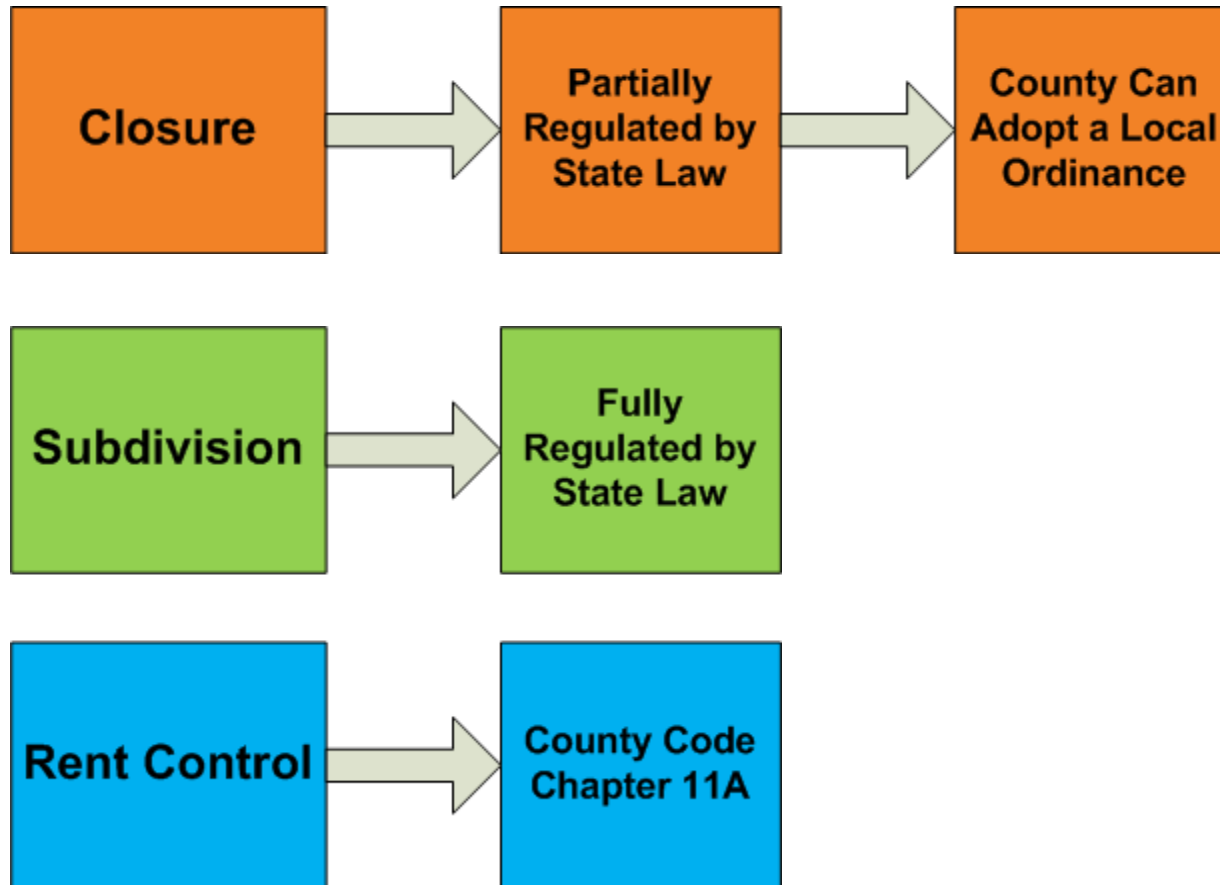 Closure
Partially
Regulated by
State Law
County Can
Adopt a Local
Ordinance
Subdivision
Fully
Regulated by
State Law
Rent Control
County Code
Chapter 11A